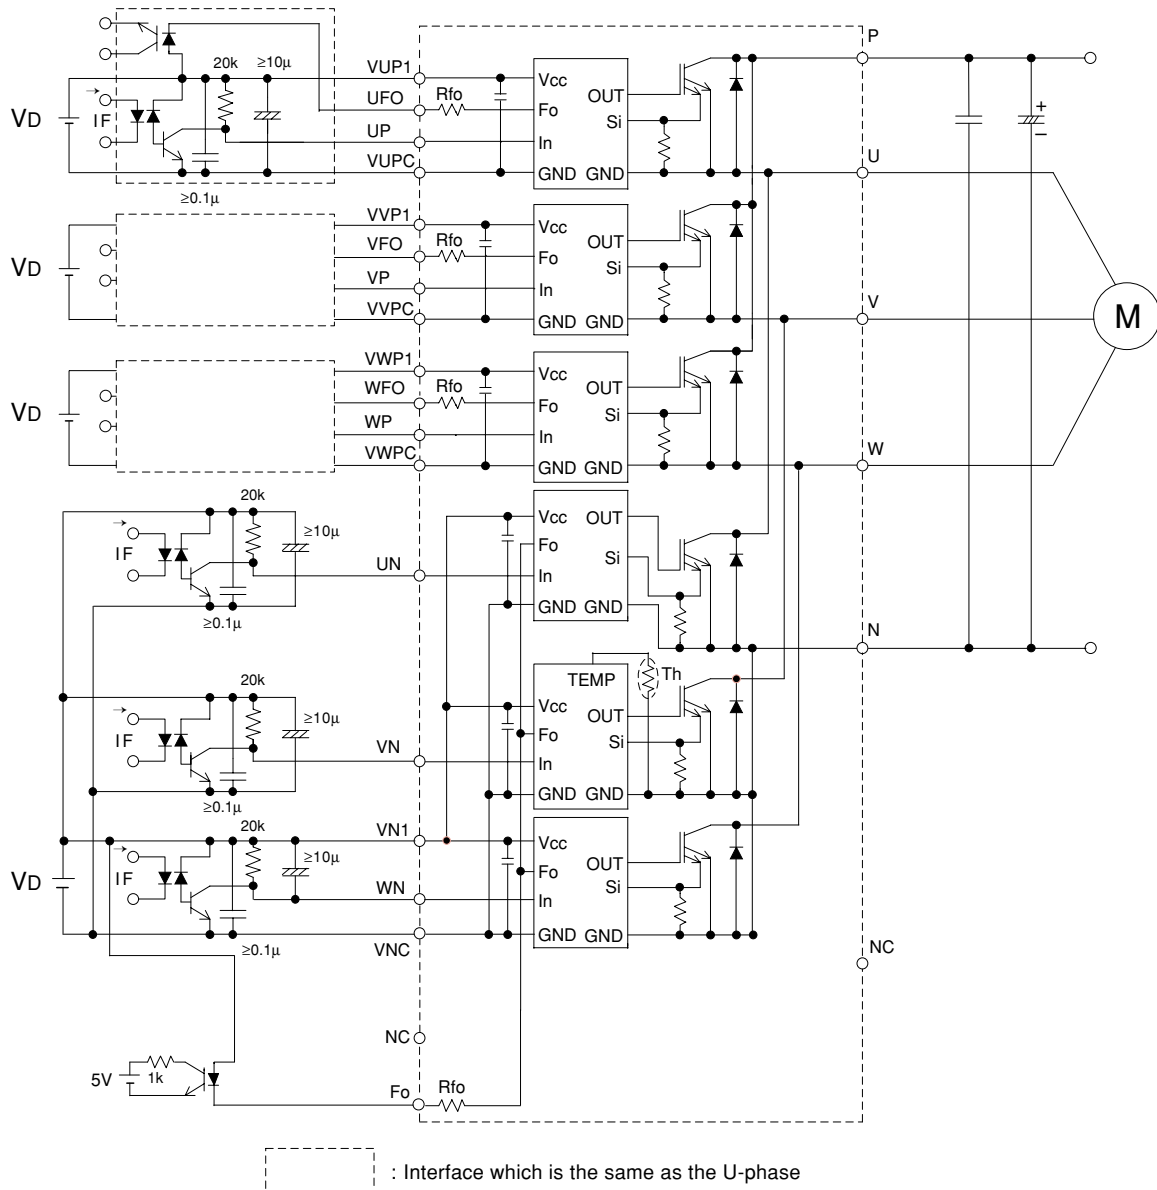 P
20k ≥10μ VUP1 Vcc
OUT
VD IF UFO Rfo Fo
Si + –
UP In
VUPC GND GND U
≥0.1μ
VVP1 Vcc
OUT
VFO Rfo Fo
VD Si
VP In
VVPC GND GND V
M
VWP1 Vcc
OUT
WFO Rfo Fo
VD Si
WP In
VWPC GND GND W
20k
≥10μ Vcc OUT
IF Fo
Si
UN In
GND GND
≥0.1μ N
TEMP Th
20k
≥10μ Vcc
OUT
IF Fo
VN Si
In
GND GND
≥0.1μ
20k VN1 Vcc
≥10μ OUT
VD IF Fo
WN Si
In
GND GND
≥0.1μ VNC NC
NC
5V 1k
Fo Rfo
: Interface which is the same as the U-phase